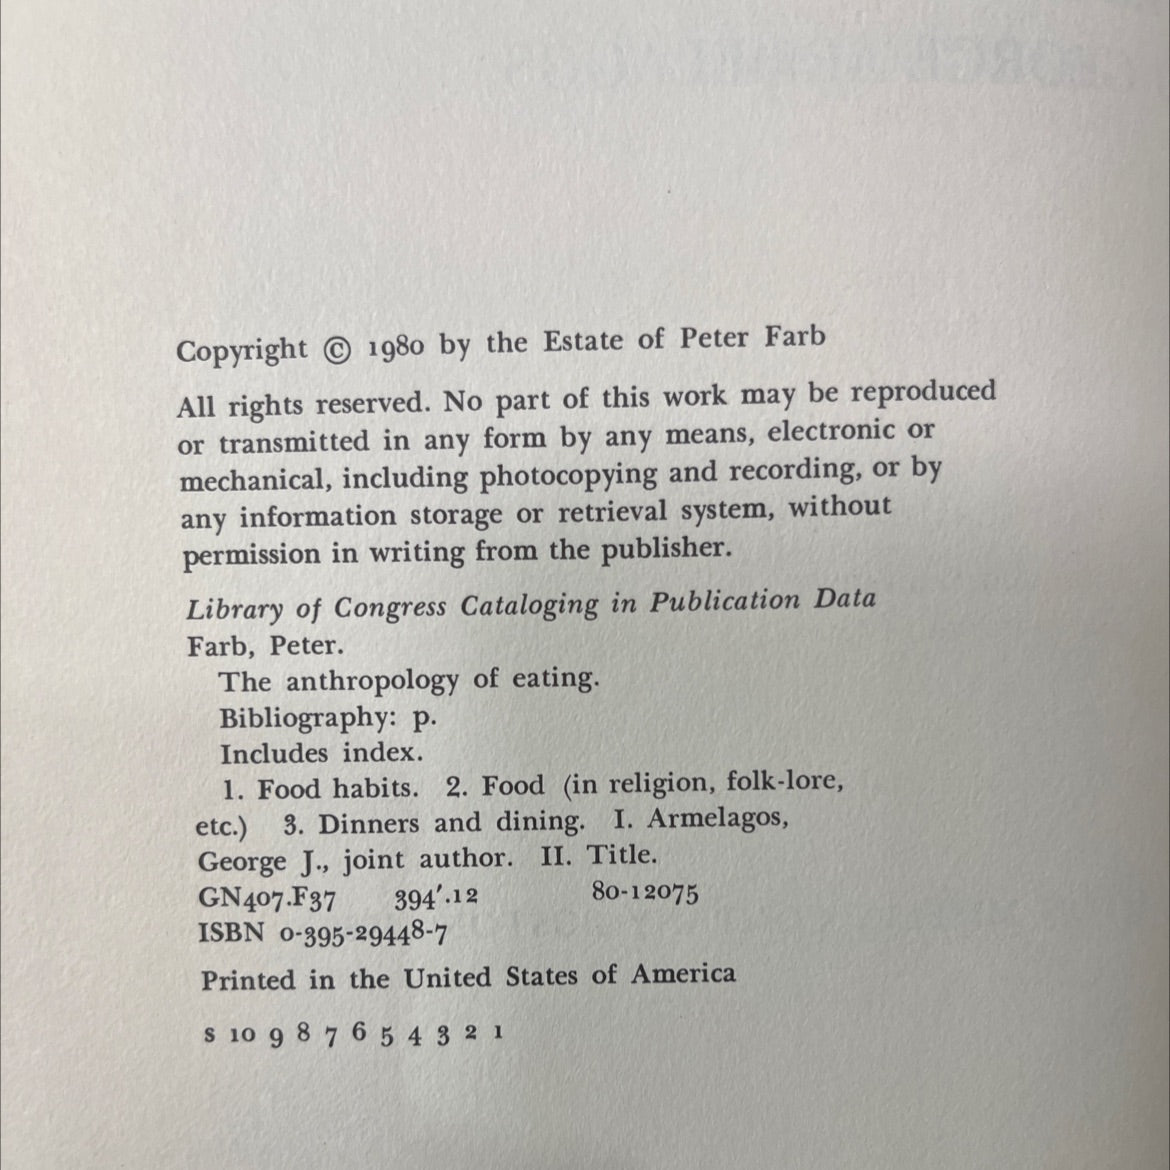 Copyright © 1980 by the Estate of Peter Farb
All rights reserved. No part of this work may be reproduced
or transmitted in any form by any means, electronic or
mechanical, including photocopying and recording, or by
any information storage or retrieval system, without
permission in writing from the publisher.
Library of Congress Cataloging in Publication Data
Farb, Peter.
The anthropology of eating.
Bibliography: p.
Includes index.
1. Food habits. 2. Food (in religion, folk-lore,
etc.) 3. Dinners and dining. I. Armelagos,
George J., joint author. II. Title.
GN407.F37 394′.12 80-12075
ISBN 0-395-29448-7
Printed in the United States of America
S 10 9 8 7 6 5 4 3 2 1